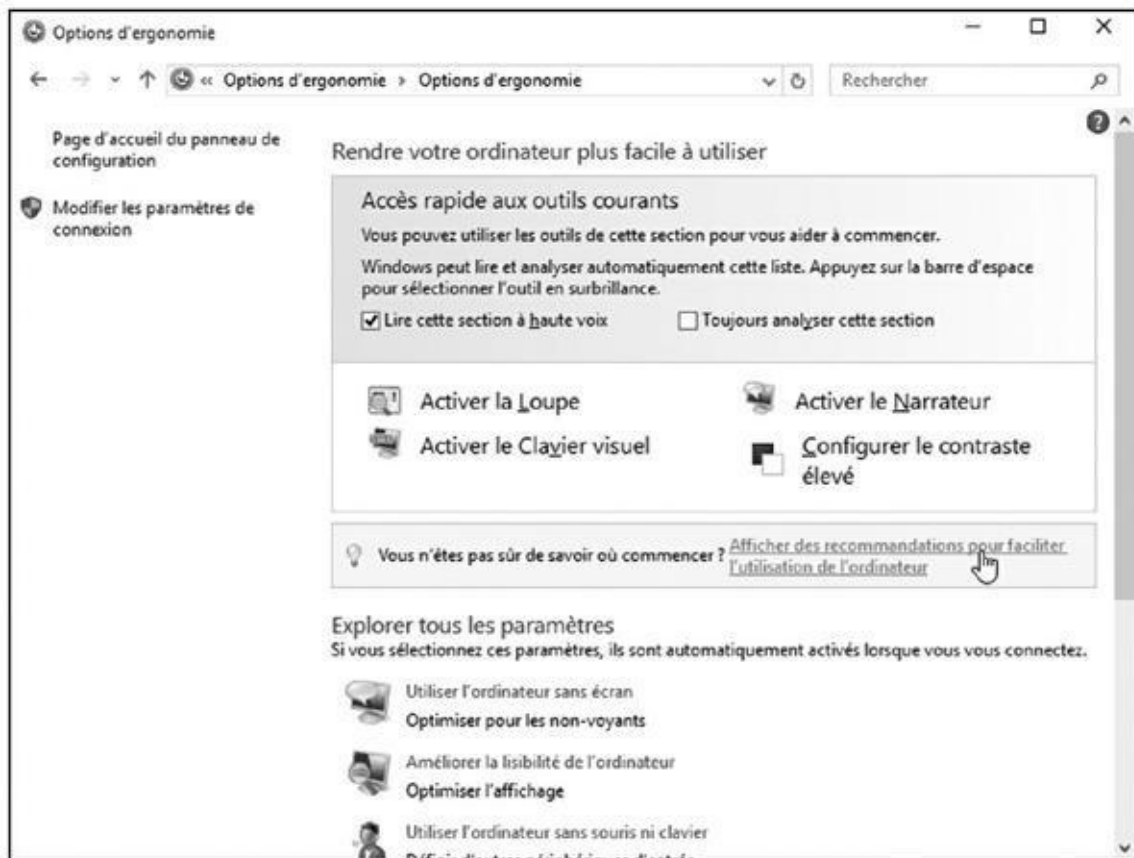 Options d'ergonomie
« Options d'ergonomie › Options d'ergonomie
Rechercher
Page d'accueil du panneau de
configuration
Modifier les paramètres de
connexion
Rendre votre ordinateur plus facile à utiliser
Accès rapide aux outils courants
Vous pouvez utiliser les outils de cette section pour vous aider à commencer.
Windows peut lire et analyser automatiquement cette liste. Appuyez sur la barre d'espace
pour sélectionner l'outil en surbrillance.
Lire cette section à haute voix
Toujours analyser cette section
Activer la Loupe
Activer le Narrateur
Activer le Clavier visuel
Configurer le contraste
élevé
Vous n'êtes pas sûr de savoir où commencer ? Afficher des recommandations pour faciliter
l'utilisation de l'ordinateur
Explorer tous les paramètres
Si vous sélectionnez ces paramètres, ils sont automatiquement activés lorsque vous vous connectez.
Utiliser l'ordinateur sans écran
Optimiser pour les non-voyants
Améliorer la lisibilité de l'ordinateur
Optimiser l'affichage
Utiliser l'ordinateur sans souris ni clavier
Définir d'autres périphériques d'entrée